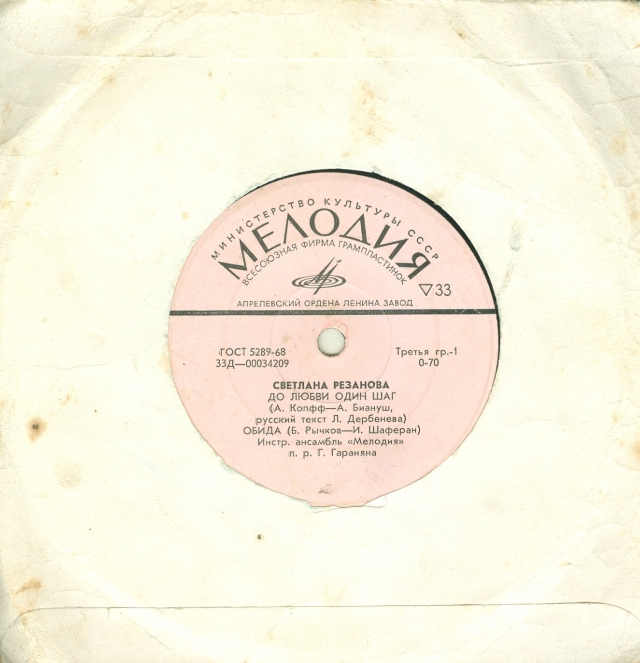 МИНИСТЕРСТВО КУЛЬТУРЫ СССР
МЕЛОДИЯ
ВСЕСОЮЗНАЯ ФИРМА ГРАМПЛАСТИНОК
▽33
АПРЕЛЕВСКИЙ ОРДЕНА ЛЕНИНА ЗАВОД
ГОСТ 5289-68 Третья гр.-1
33Д—00034209 0-70
СВЕТЛАНА РЕЗАНОВА
ДО ЛЮБВИ ОДИН ШАГ
(А. Копфф—А. Биануш,
русский текст Л. Дербенева)
ОБИДА (Б. Рычков—И. Шаферан)
Инстр. ансамбль «Мелодия»
п. р. Г. Гараняна